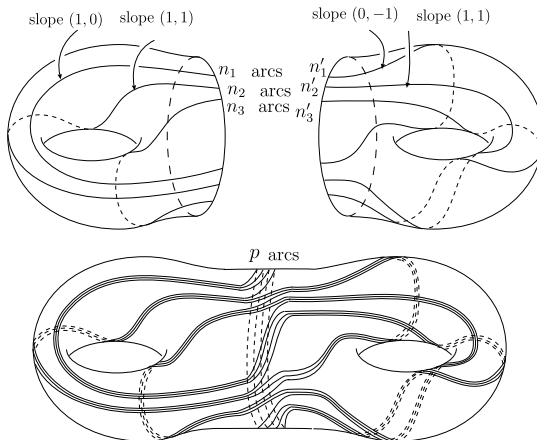 slope (1, 0)
slope (1, 1)
slope (0, −1)
slope (1, 1)
n₁ arcs n′₁
n₂ arcs n′₂
n₃ arcs n′₃
p arcs